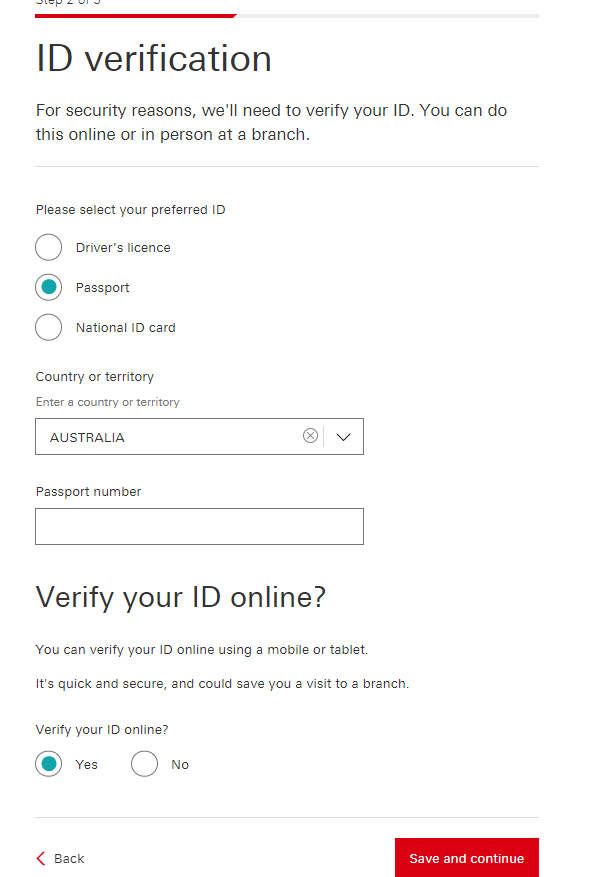 Step 2 of 5
ID verification
For security reasons, we'll need to verify your ID. You can do
this online or in person at a branch.
Please select your preferred ID
Driver's licence
Passport
National ID card
Country or territory
Enter a country or territory
AUSTRALIA
Passport number
Verify your ID online?
You can verify your ID online using a mobile or tablet.
It's quick and secure, and could save you a visit to a branch.
Verify your ID online?
Yes No
Back Save and continue